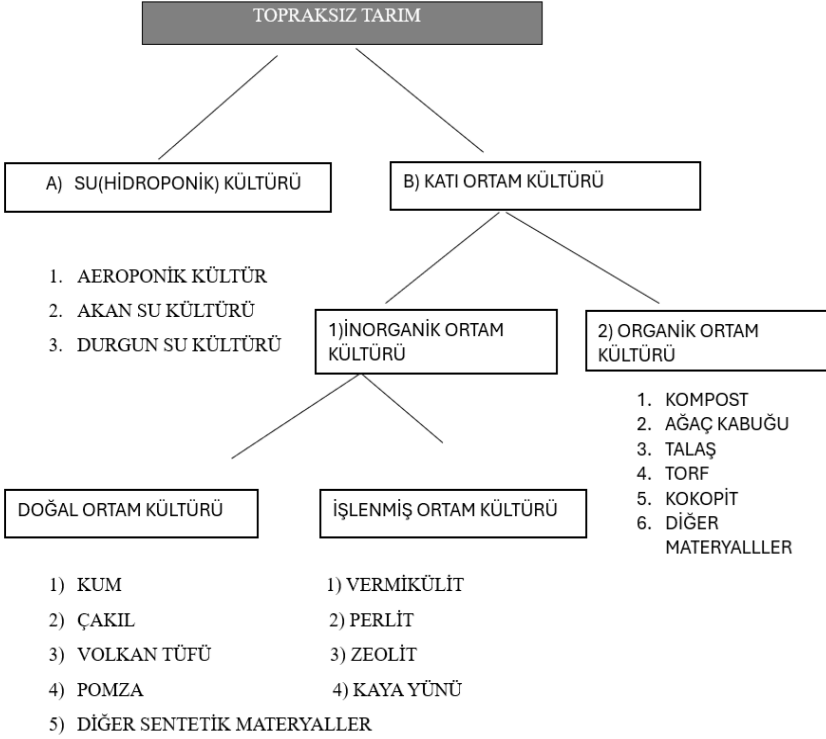 TOPRAKSIZ TARIM
A) SU(HİDROPONİK) KÜLTÜRÜ
B) KATI ORTAM KÜLTÜRÜ
1. AEROPONİK KÜLTÜR
2. AKAN SU KÜLTÜRÜ
3. DURGUN SU KÜLTÜRÜ
1)İNORGANİK ORTAM
KÜLTÜRÜ
2) ORGANİK ORTAM
KÜLTÜRÜ
1. KOMPOST
2. AĞAÇ KABUĞU
3. TALAŞ
4. TORF
5. KOKOPİT
6. DİĞER
MATERYALLLER
DOĞAL ORTAM KÜLTÜRÜ
İŞLENMİŞ ORTAM KÜLTÜRÜ
1) KUM
2) ÇAKIL
3) VOLKAN TÜFÜ
4) POMZA
5) DİĞER SENTETİK MATERYALLER
1) VERMİKÜLİT
2) PERLİT
3) ZEOLİT
4) KAYA YÜNÜ